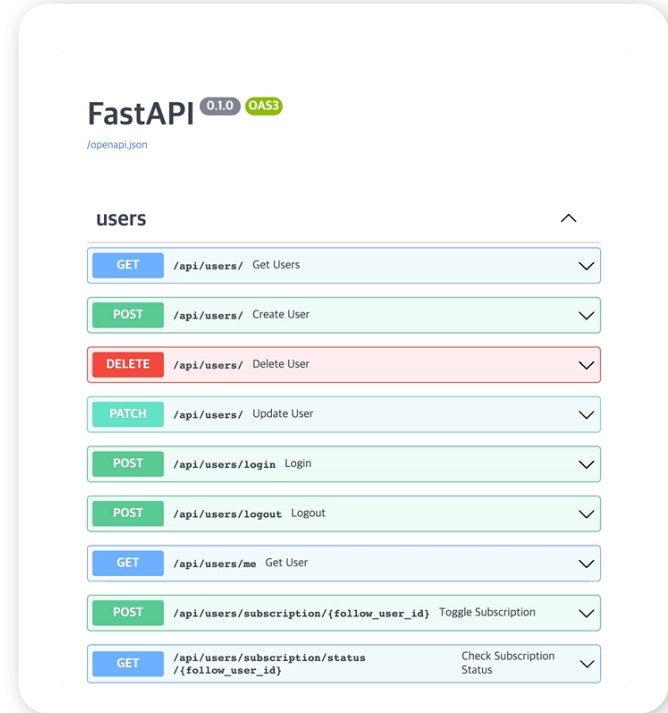 FastAPI 0.1.0 OAS3
/openapi.json
users
GET /api/users/ Get Users
POST /api/users/ Create User
DELETE /api/users/ Delete User
PATCH /api/users/ Update User
POST /api/users/login Login
POST /api/users/logout Logout
GET /api/users/me Get User
POST /api/users/subscription/{follow_user_id} Toggle Subscription
GET /api/users/subscription/status
/{follow_user_id}
Check Subscription
Status